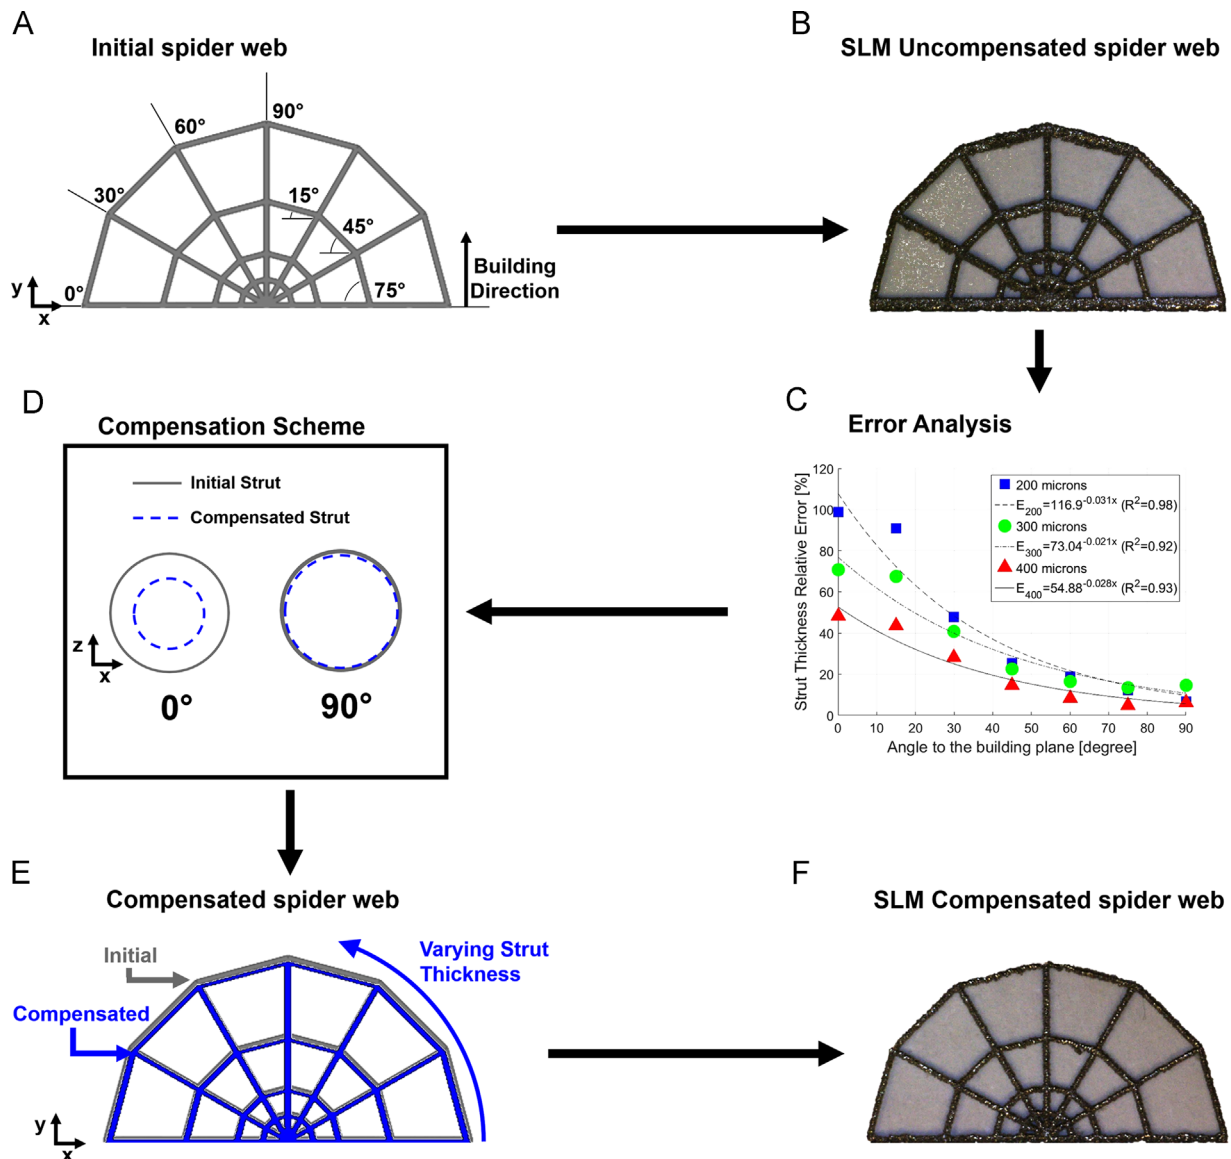 A
Initial spider web
90°
60°
30°
15°
45°
75°
0°
y
x
Building
Direction
B
SLM Uncompensated spider web
C
Error Analysis
Strut Thickness Relative Error [%]
120
100
80
60
40
20
0
0 10 20 30 40 50 60 70 80 90
Angle to the building plane [degree]
200 microns
E200=116.9-0.031x (R2=0.98)
300 microns
E300=73.04-0.021x (R2=0.92)
400 microns
E400=54.88-0.028x (R2=0.93)
D
Compensation Scheme
Initial Strut
Compensated Strut
z
x
0°
90°
E
Compensated spider web
Initial
Compensated
Varying Strut
Thickness
y
x
F
SLM Compensated spider web